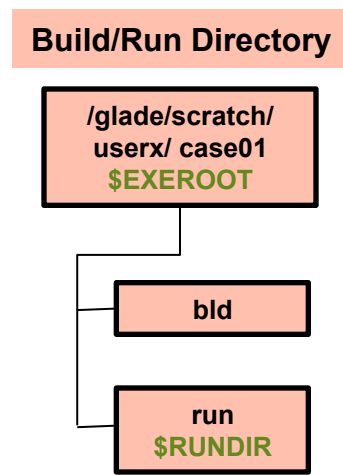 Build/Run Directory
/glade/scratch/
userx/ case01
$EXEROOT
bld
run
$RUNDIR